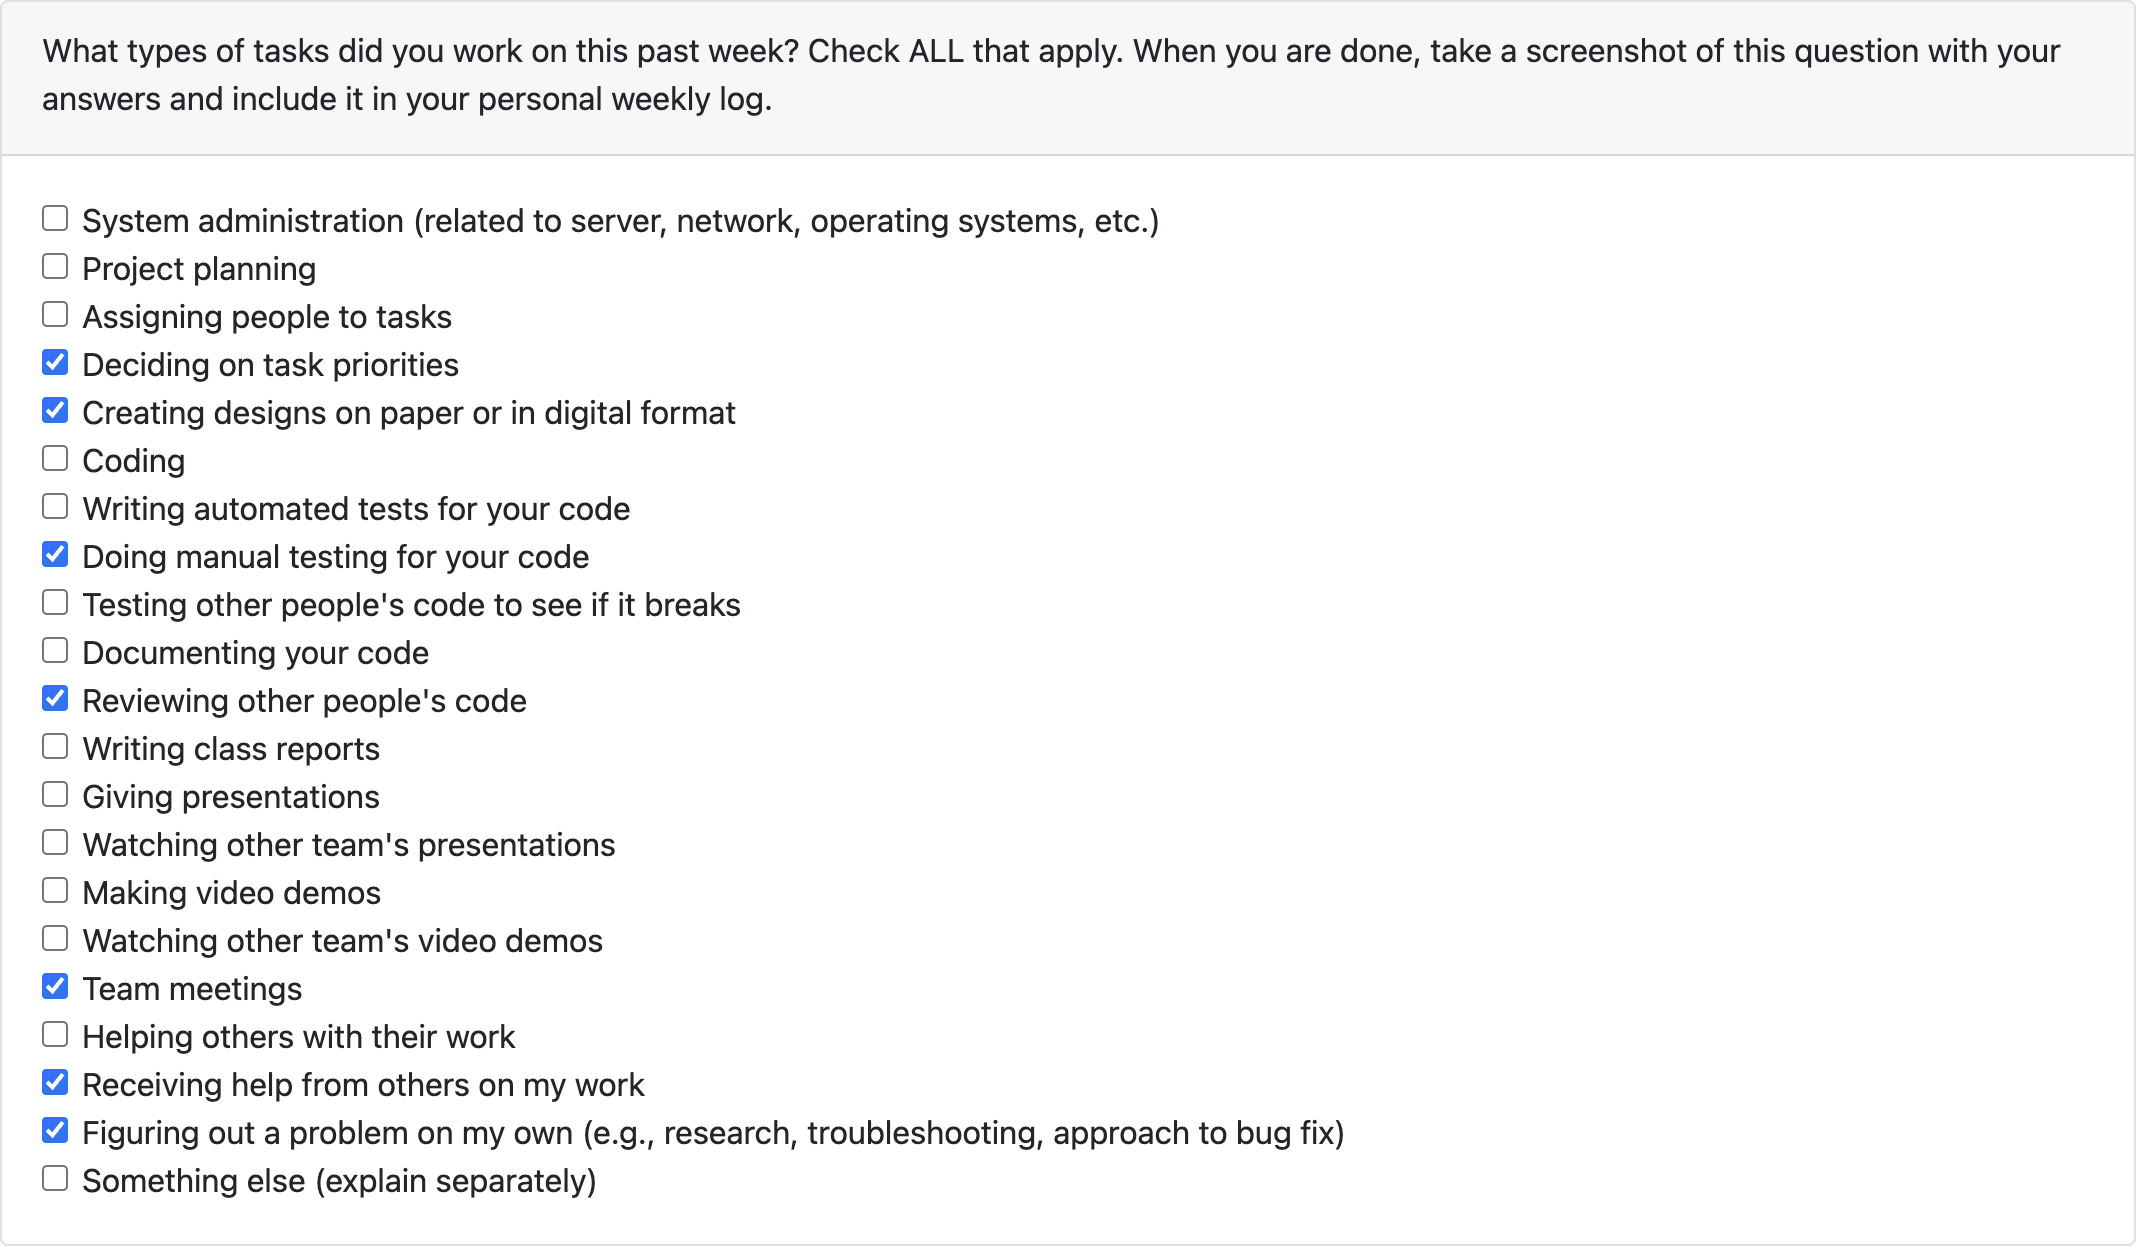 What types of tasks did you work on this past week? Check ALL that apply. When you are done, take a screenshot of this question with your
answers and include it in your personal weekly log.
System administration (related to server, network, operating systems, etc.)
Project planning
Assigning people to tasks
Deciding on task priorities
Creating designs on paper or in digital format
Coding
Writing automated tests for your code
Doing manual testing for your code
Testing other people's code to see if it breaks
Documenting your code
Reviewing other people's code
Writing class reports
Giving presentations
Watching other team's presentations
Making video demos
Watching other team's video demos
Team meetings
Helping others with their work
Receiving help from others on my work
Figuring out a problem on my own (e.g., research, troubleshooting, approach to bug fix)
Something else (explain separately)